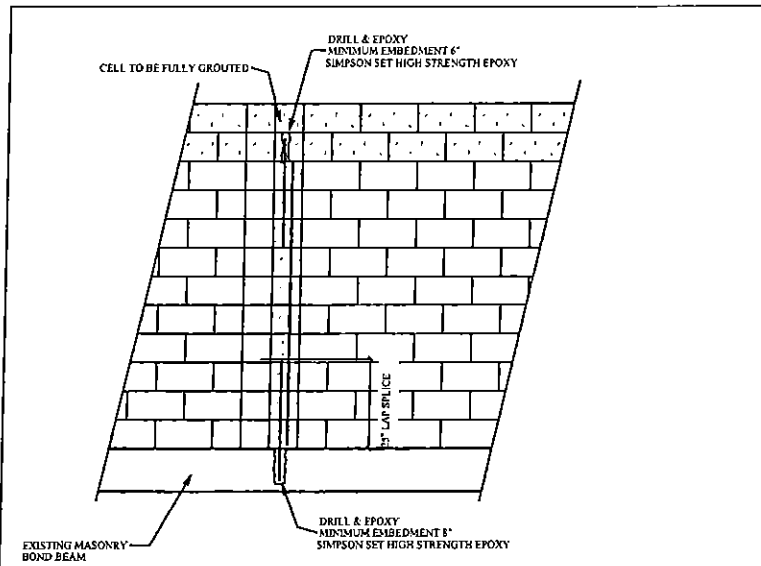 DRILL & EPOXY
MINIMUM EMBEDMENT 6"
SIMPSON SET HIGH STRENGTH EPOXY
CELL TO BE FULLY GROUTED
25" LAP SPLICE
DRILL & EPOXY
MINIMUM EMBEDMENT 8"
SIMPSON SET HIGH STRENGTH EPOXY
EXISTING MASONRY
BOND BEAM